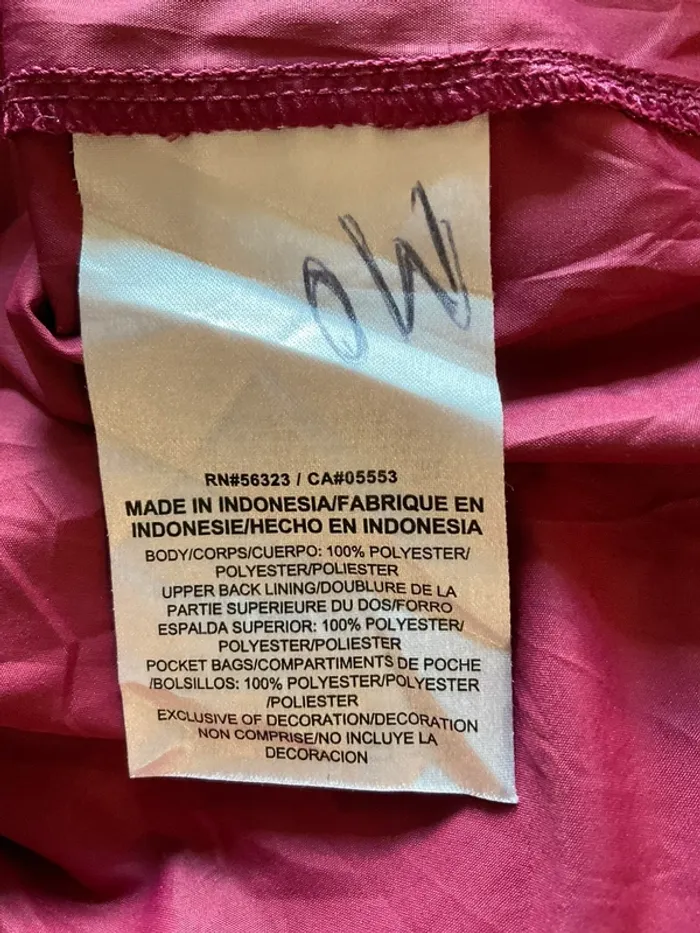 OW
RN#56323 / CA#05553
MADE IN INDONESIA/FABRIQUE EN
INDONESIE/HECHO EN INDONESIA
BODY/CORPS/CUERPO: 100% POLYESTER/
POLYESTER/POLIESTER
UPPER BACK LINING/DOUBLURE DE LA
PARTIE SUPERIEURE DU DOS/FORRO
ESPALDA SUPERIOR: 100% POLYESTER/
POLYESTER/POLIESTER
POCKET BAGS/COMPARTIMENTS DE POCHE
/BOLSILLOS: 100% POLYESTER/POLYESTER
/POLIESTER
EXCLUSIVE OF DECORATION/DECORATION
NON COMPRISE/NO INCLUYE LA
DECORACION